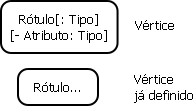 Rótulo[: Tipo]
[- Atributo: Tipo]
Vértice
Rótulo...
Vértice
já definido